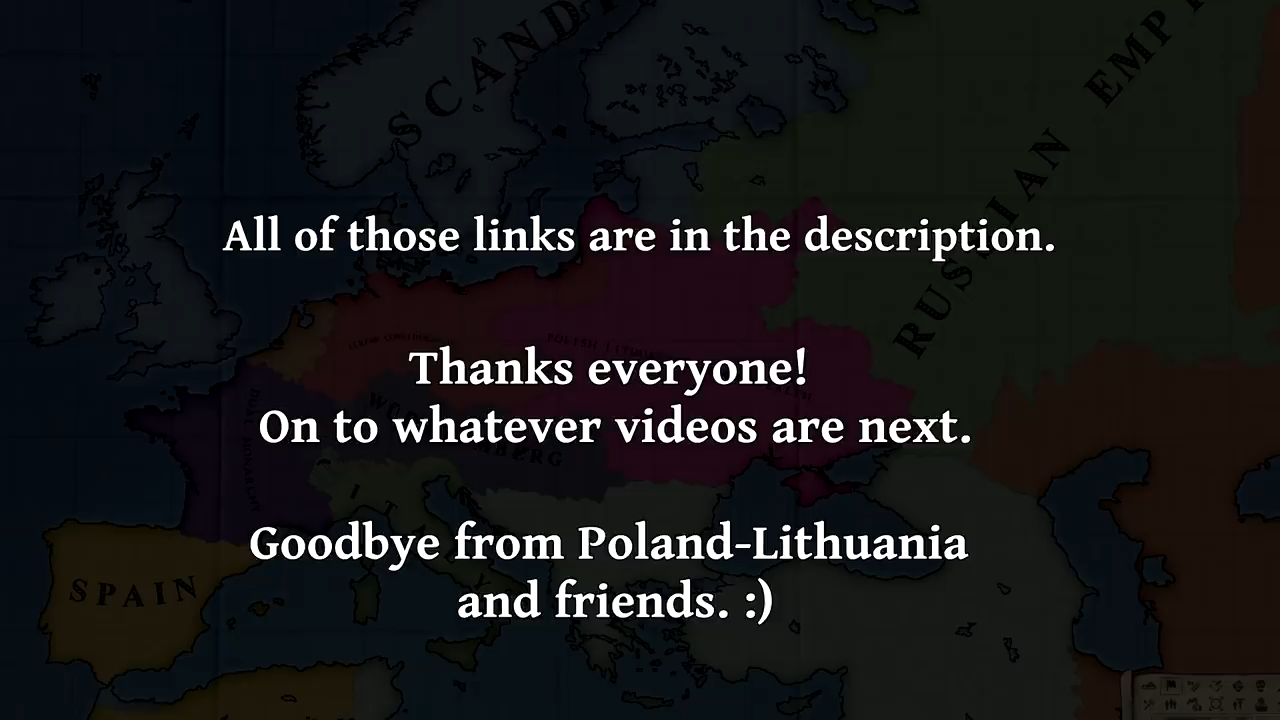 SCAND
EMP
RUSSIAN
All of those links are in the description.
Thanks everyone!
On to whatever videos are next.
Goodbye from Poland-Lithuania
and friends. :)
SPAIN